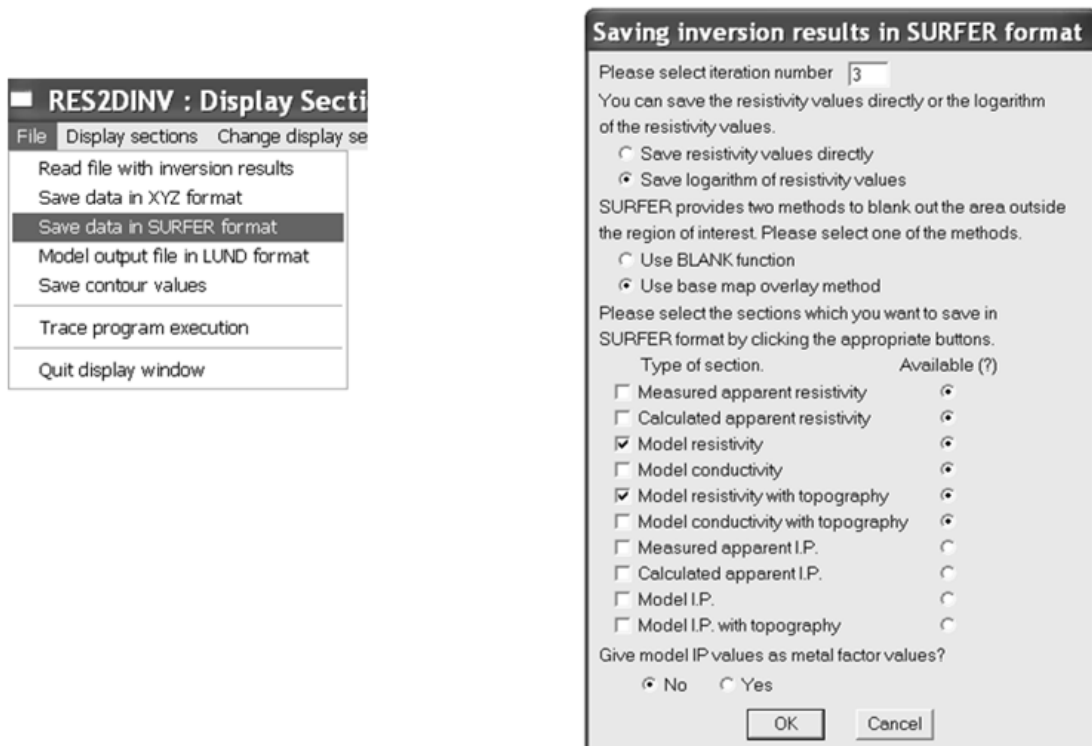 RES2DINV : Display Secti
File Display sections Change display se
Read file with inversion results
Save data in XYZ format
Save data in SURFER format
Model output file in LUND format
Save contour values
Trace program execution
Quit display window
Saving inversion results in SURFER format
Please select iteration number 3
You can save the resistivity values directly or the logarithm
of the resistivity values.
Save resistivity values directly
Save logarithm of resistivity values
SURFER provides two methods to blank out the area outside
the region of interest. Please select one of the methods.
Use BLANK function
Use base map overlay method
Please select the sections which you want to save in
SURFER format by clicking the appropriate buttons.
Type of section. Available (?)
Measured apparent resistivity
Calculated apparent resistivity
Model resistivity
Model conductivity
Model resistivity with topography
Model conductivity with topography
Measured apparent I.P.
Calculated apparent I.P.
Model I.P.
Model I.P. with topography
Give model IP values as metal factor values?
No Yes
OK Cancel